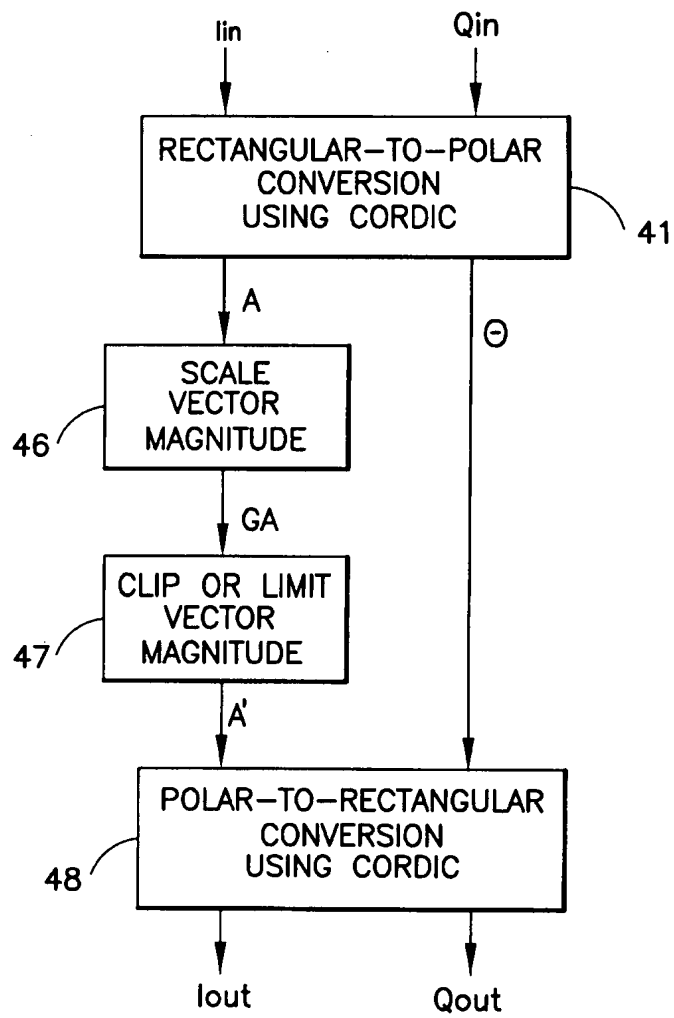 Iin
Qin
RECTANGULAR-TO-POLAR
CONVERSION
USING CORDIC
41
A
Θ
SCALE
VECTOR
MAGNITUDE
46
GA
CLIP OR LIMIT
VECTOR
MAGNITUDE
47
A'
POLAR-TO-RECTANGULAR
CONVERSION
USING CORDIC
48
Iout
Qout